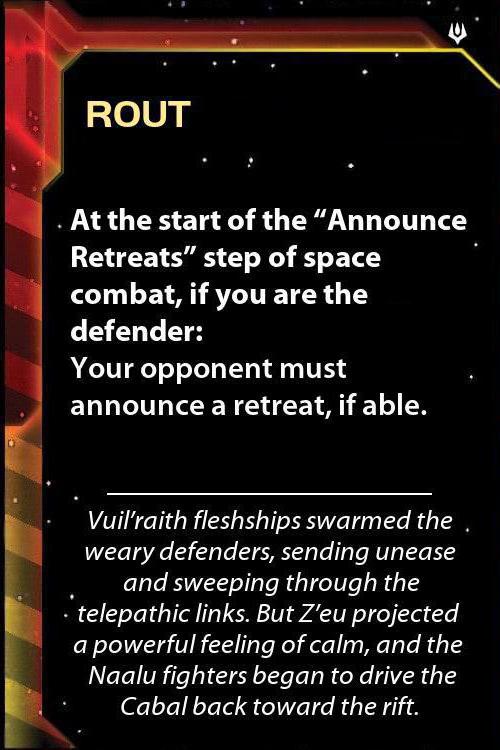 ROUT
At the start of the “Announce
Retreats” step of space
combat, if you are the
defender:
Your opponent must
announce a retreat, if able.
Vuil’raith fleshships swarmed the
weary defenders, sending unease
and sweeping through the
telepathic links. But Z’eu projected
a powerful feeling of calm, and the
Naalu fighters began to drive the
Cabal back toward the rift.